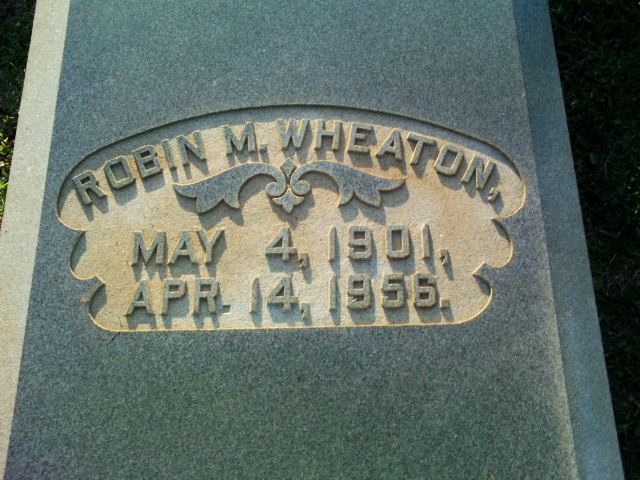 ROBIN M. WHEATON,
MAY 4, 1901,
APR. 14, 1956.